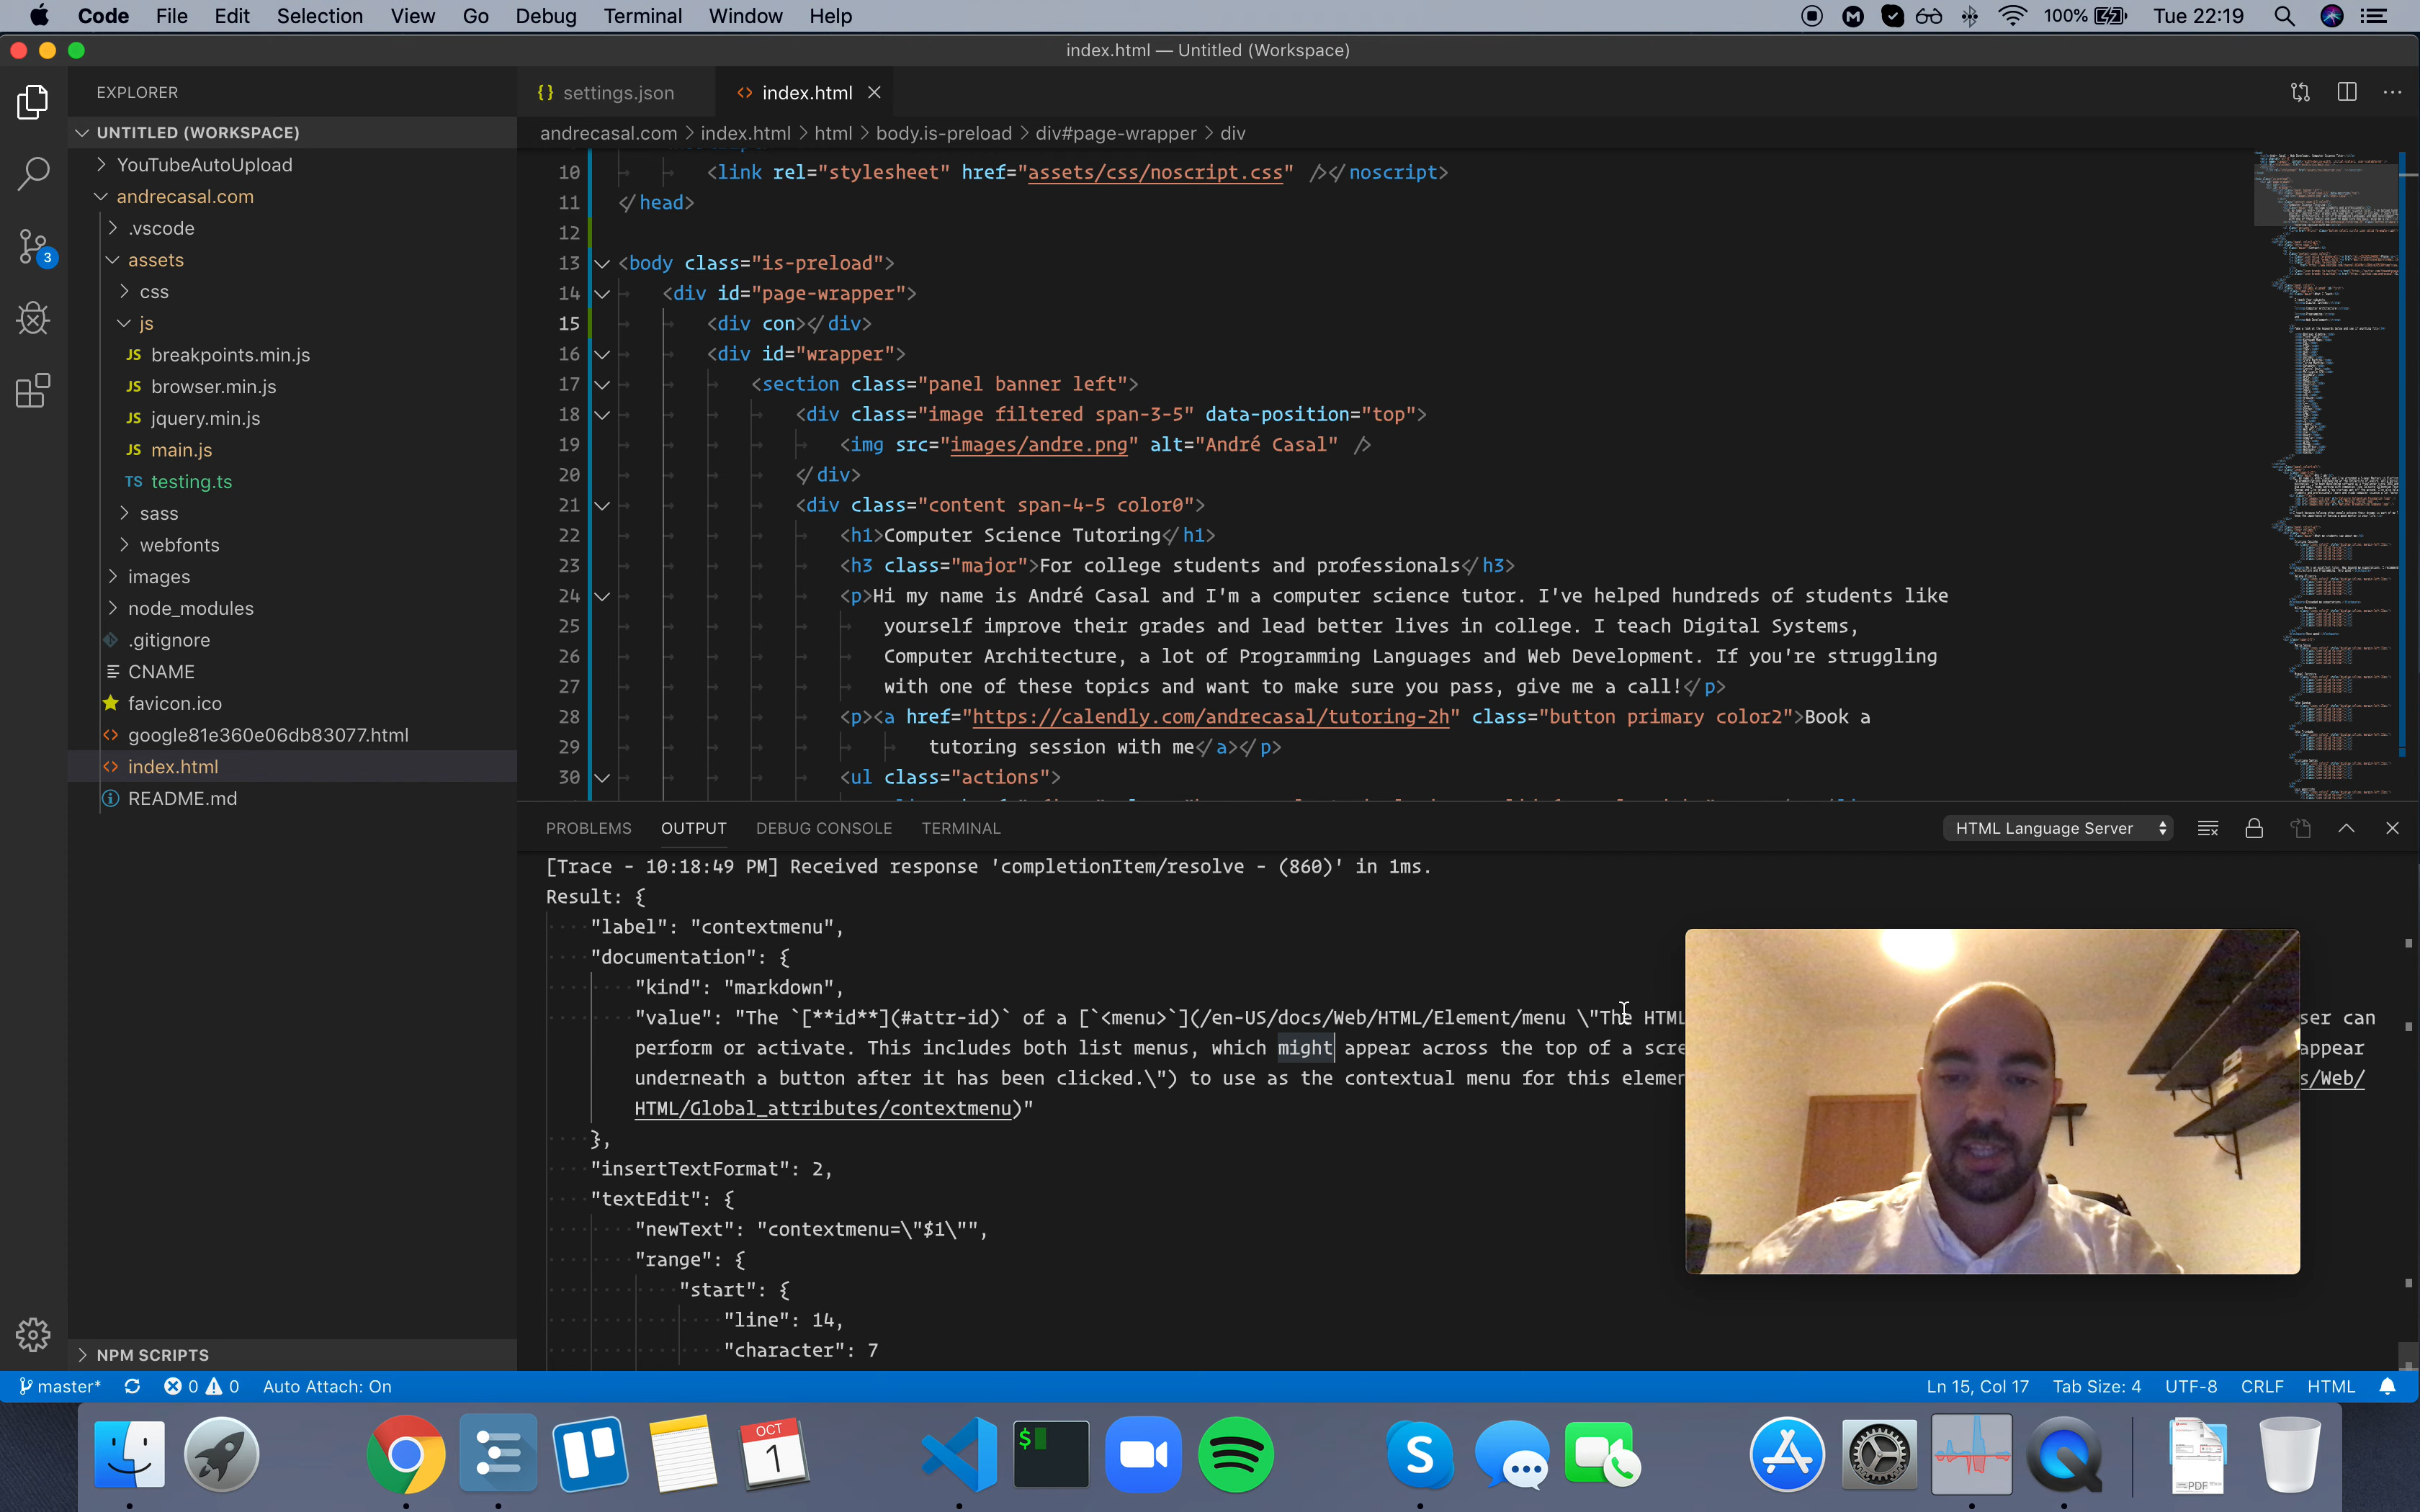 Code File Edit Selection View Go Debug Terminal Window Help 100% Tue 22:19
index.html — Untitled (Workspace)
EXPLORER
UNTITLED (WORKSPACE)
YouTubeAutoUpload
andrecasal.com
.vscode
assets
css
js
JS breakpoints.min.js
JS browser.min.js
JS jquery.min.js
JS main.js
TS testing.ts
sass
webfonts
images
node_modules
.gitignore
CNAME
favicon.ico
google81e360e06db83077.html
index.html
README.md
NPM SCRIPTS
3
{} settings.json <> index.html
andrecasal.com > index.html > html > body.is-preload > div#page-wrapper > div
10 <link rel="stylesheet" href="assets/css/noscript.css" /></noscript>
11 </head>
12
13 <body class="is-preload">
14 <div id="page-wrapper">
15 <div con></div>
16 <div id="wrapper">
17 <section class="panel banner left">
18 <div class="image filtered span-3-5" data-position="top">
19 <img src="images/andre.png" alt="André Casal" />
20 </div>
21 <div class="content span-4-5 color0">
22 <h1>Computer Science Tutoring</h1>
23 <h3 class="major">For college students and professionals</h3>
24 <p>Hi my name is André Casal and I'm a computer science tutor. I've helped hundreds of students like
25 yourself improve their grades and lead better lives in college. I teach Digital Systems,
26 Computer Architecture, a lot of Programming Languages and Web Development. If you're struggling
27 with one of these topics and want to make sure you pass, give me a call!</p>
28 <p><a href="https://calendly.com/andrecasal/tutoring-2h" class="button primary color2">Book a
29 tutoring session with me</a></p>
30 <ul class="actions">
PROBLEMS OUTPUT DEBUG CONSOLE TERMINAL HTML Language Server
[Trace - 10:18:49 PM] Received response 'completionItem/resolve - (860)' in 1ms.
Result: {
"label": "contextmenu",
"documentation": {
"kind": "markdown",
"value": "The `[**id**](#attr-id)` of a [`<menu>`](/en-US/docs/Web/HTML/Element/menu \"The HTML ser can
perform or activate. This includes both list menus, which might appear across the top of a scre appear
underneath a button after it has been clicked.\") to use as the contextual menu for this elemen s/Web/
HTML/Global_attributes/contextmenu)"
},
"insertTextFormat": 2,
"textEdit": {
"newText": "contextmenu=\"$1\"",
"range": {
"start": {
"line": 14,
"character": 7
master* 0 0 Auto Attach: On Ln 15, Col 17 Tab Size: 4 UTF-8 CRLF HTML
OCT
1
$
S
PDF